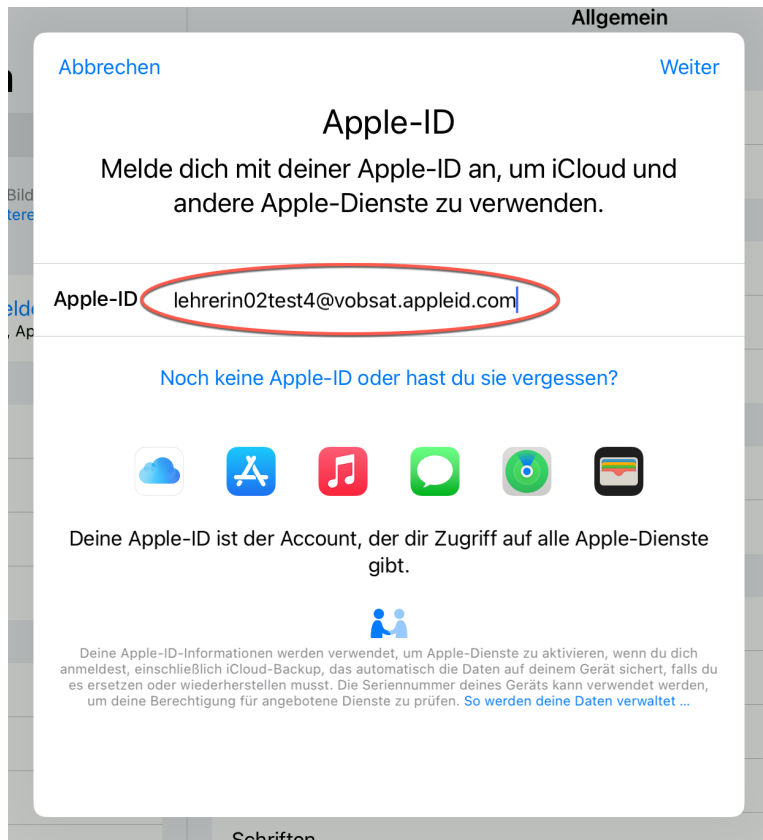 Allgemein
Abbrechen
Weiter
Apple-ID
Melde dich mit deiner Apple-ID an, um iCloud und
andere Apple-Dienste zu verwenden.
Bild
tere
Apple-ID lehrerin02test4@vobsat.appleid.com
elde
, Ap
Noch keine Apple-ID oder hast du sie vergessen?
Deine Apple-ID ist der Account, der dir Zugriff auf alle Apple-Dienste
gibt.
Deine Apple-ID-Informationen werden verwendet, um Apple-Dienste zu aktivieren, wenn du dich
anmeldest, einschließlich iCloud-Backup, das automatisch die Daten auf deinem Gerät sichert, falls du
es ersetzen oder wiederherstellen musst. Die Seriennummer deines Geräts kann verwendet werden,
um deine Berechtigung für angebotene Dienste zu prüfen. So werden deine Daten verwaltet ...
Schriften